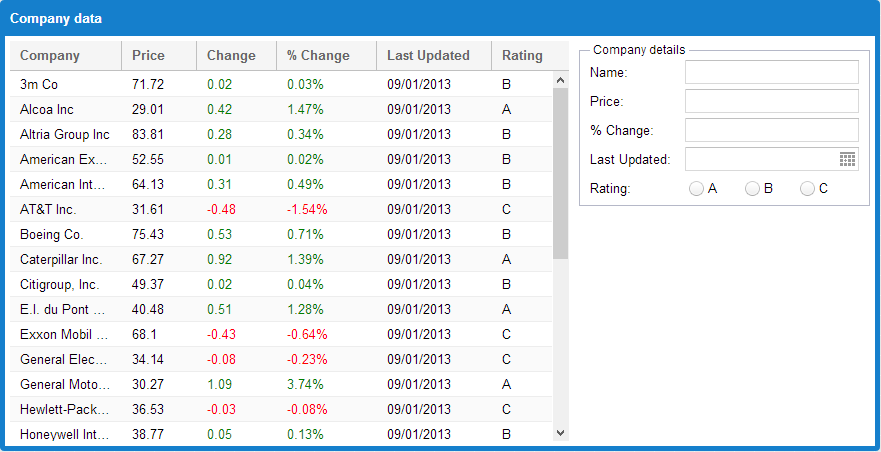 Company data
Company Price Change % Change Last Updated Rating
3m Co 71.72 0.02 0.03% 09/01/2013 B
Alcoa Inc 29.01 0.42 1.47% 09/01/2013 A
Altria Group Inc 83.81 0.28 0.34% 09/01/2013 B
American Ex... 52.55 0.01 0.02% 09/01/2013 B
American Int... 64.13 0.31 0.49% 09/01/2013 B
AT&T Inc. 31.61 -0.48 -1.54% 09/01/2013 C
Boeing Co. 75.43 0.53 0.71% 09/01/2013 B
Caterpillar Inc. 67.27 0.92 1.39% 09/01/2013 A
Citigroup, Inc. 49.37 0.02 0.04% 09/01/2013 B
E.I. du Pont ... 40.48 0.51 1.28% 09/01/2013 A
Exxon Mobil ... 68.1 -0.43 -0.64% 09/01/2013 C
General Elec... 34.14 -0.08 -0.23% 09/01/2013 C
General Moto... 30.27 1.09 3.74% 09/01/2013 A
Hewlett-Pack... 36.53 -0.03 -0.08% 09/01/2013 C
Honeywell Int... 38.77 0.05 0.13% 09/01/2013 B
Company details
Name:
Price:
% Change:
Last Updated:
Rating: A B C